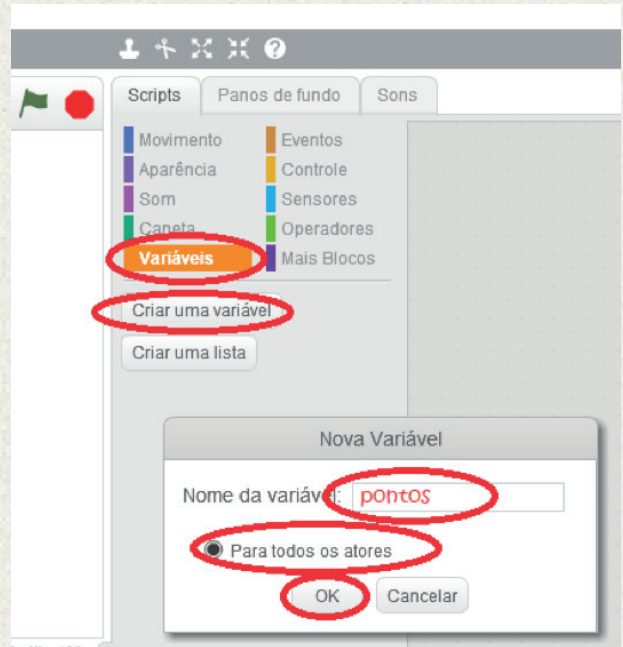 Scripts Panos de fundo Sons
Movimento Eventos
Aparência Controle
Som Sensores
Caneta Operadores
Variáveis Mais Blocos
Criar uma variável
Criar uma lista
Nova Variável
Nome da variável: pontos
Para todos os atores
OK Cancelar